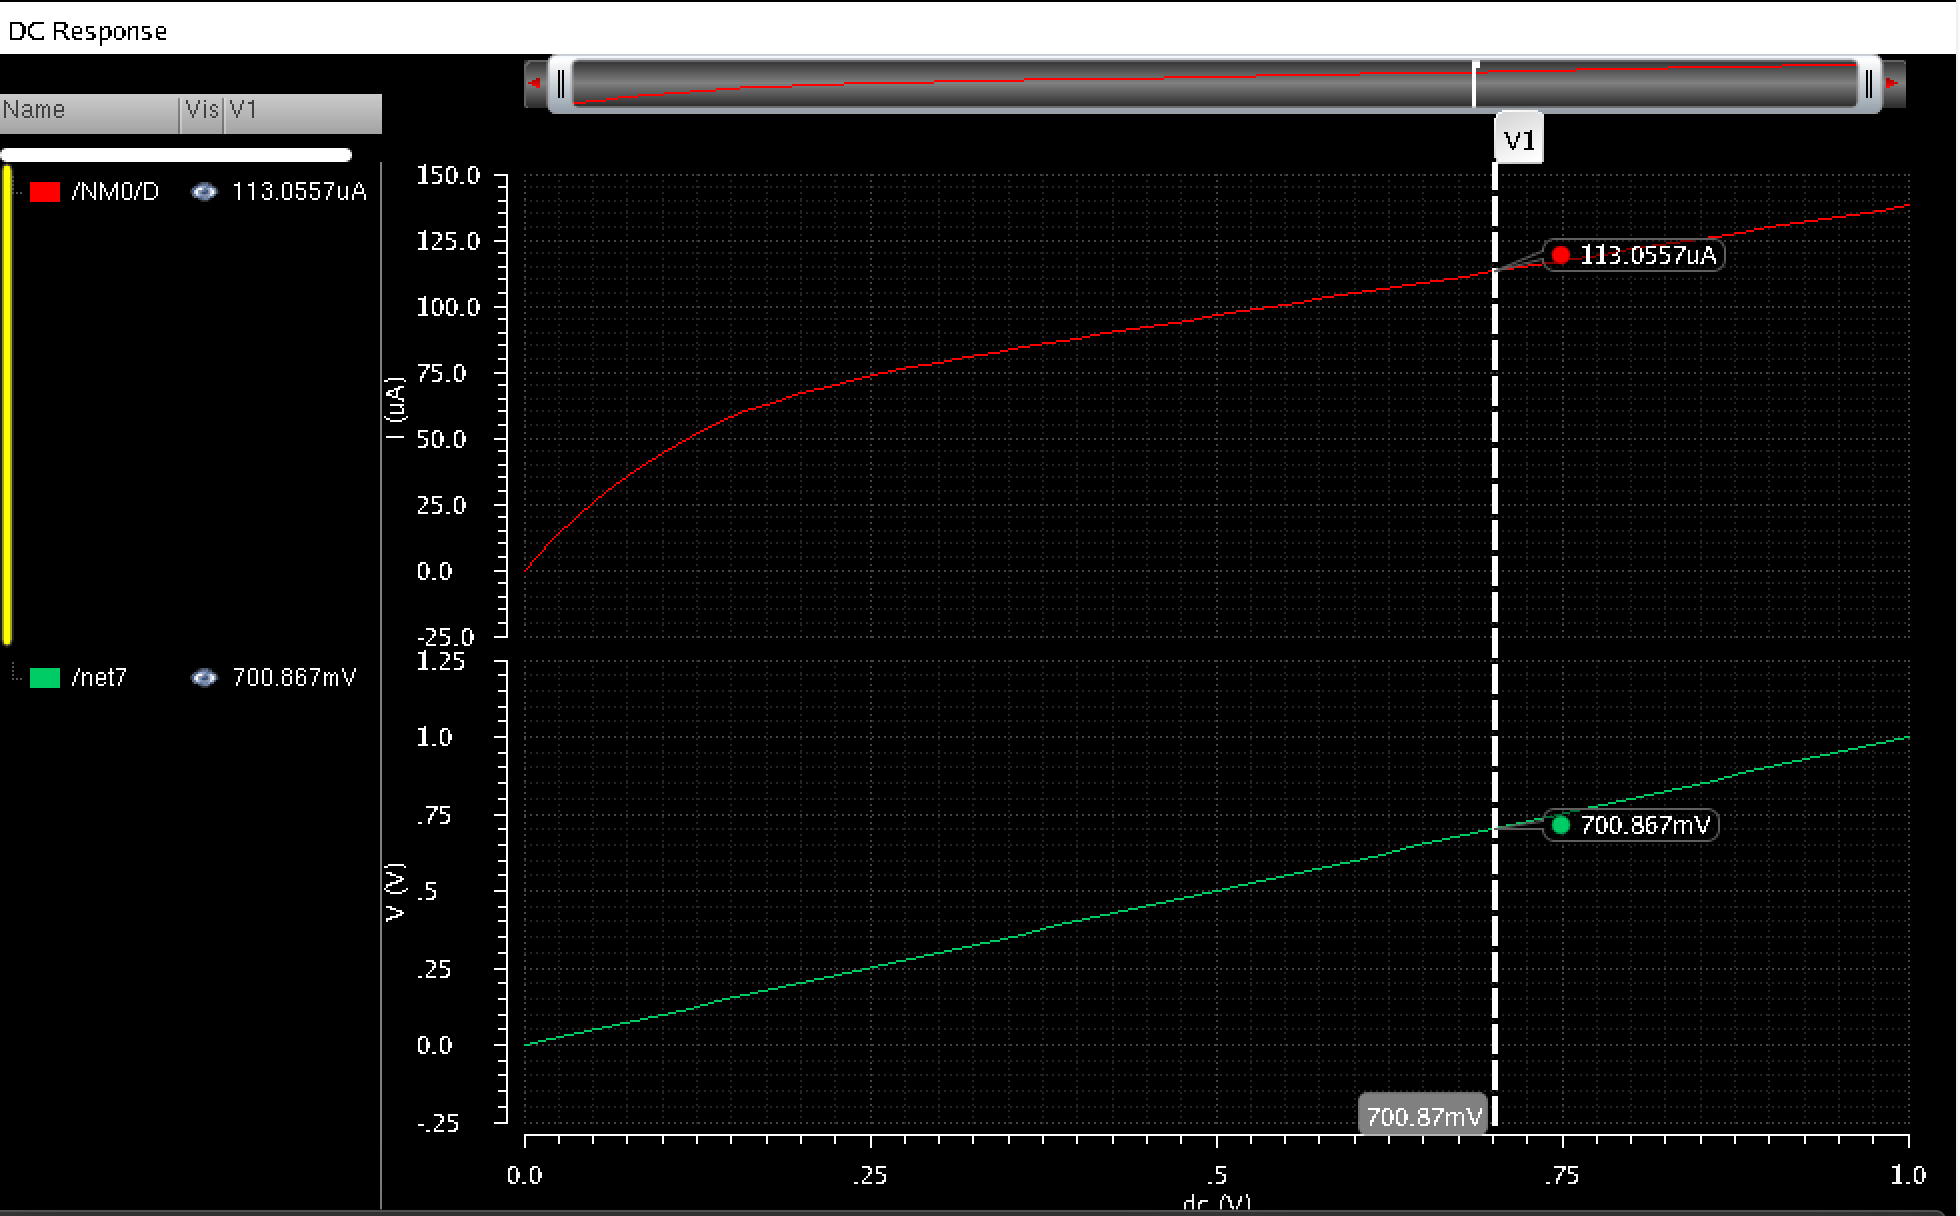 DC Response
Name Vis V1
V1
/NM0/D 113.0557uA
150.0
125.0
113.0557uA
100.0
75.0
I (uA)
50.0
25.0
0.0
-25.0
1.25
/net7 700.867mV
1.0
.75
700.867mV
V (V)
.5
.25
0.0
-.25
700.87mV
0.0 .25 .5 .75 1.0
dc (V)